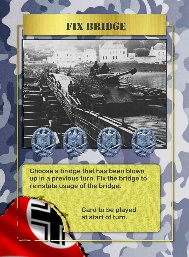 FIX BRIDGE
Choose a bridge that has been blown
up in a previous turn. Fix the bridge to
reinstate usage of the bridge.
Card to be played
at start of turn.